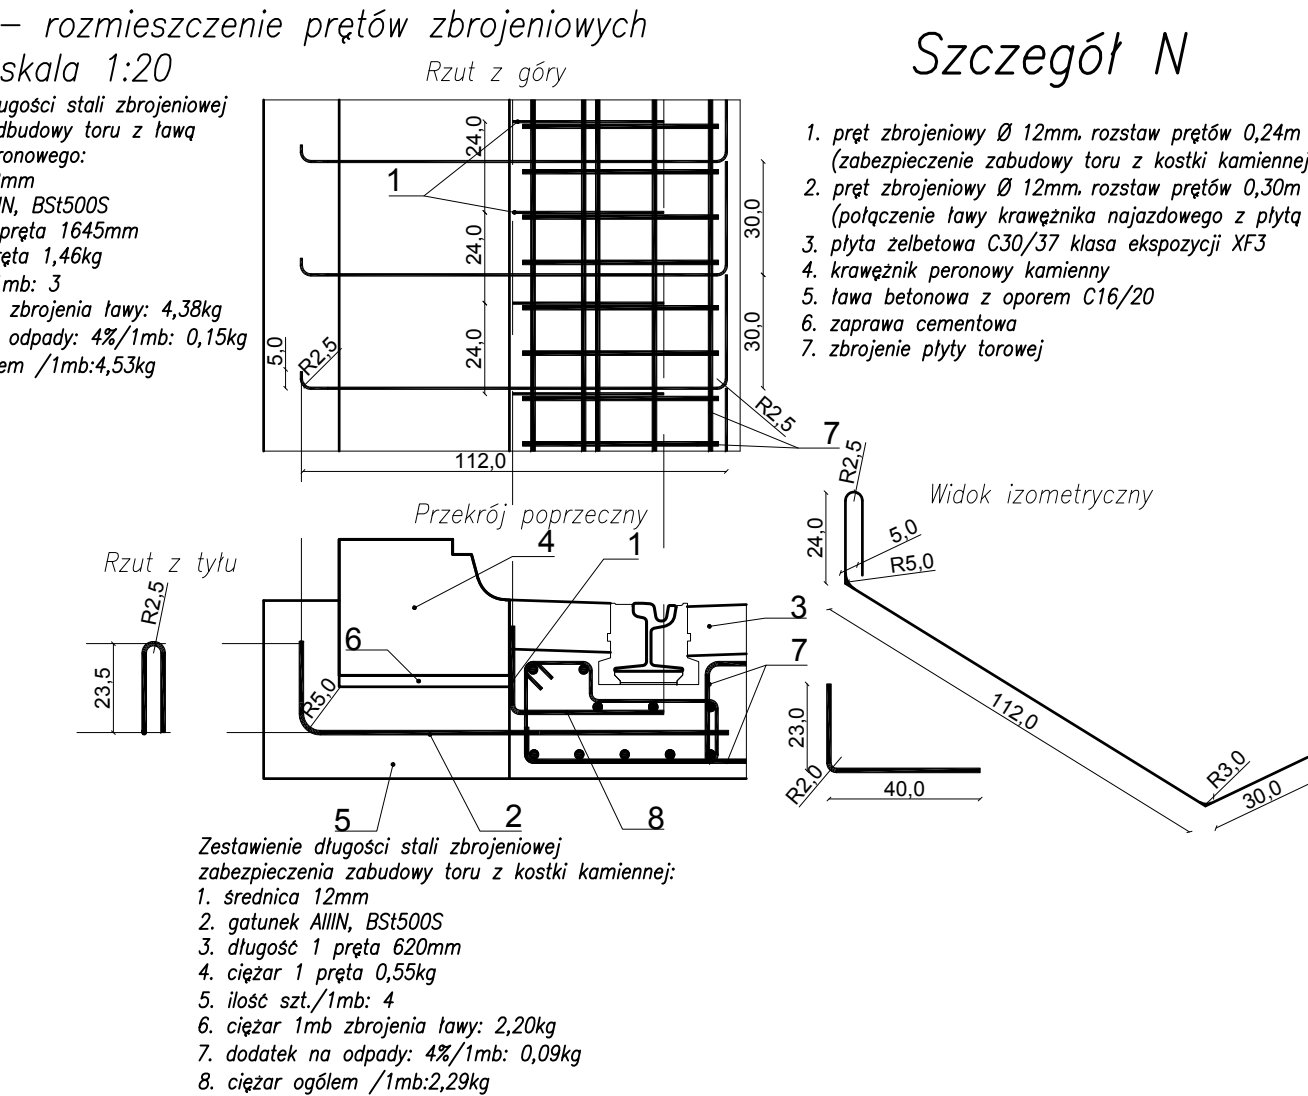 – rozmieszczenie prętów zbrojeniowych
skala 1:20
ugości stali zbrojeniowej
dbudowy toru z ławą
ronowego:
mm
IN, BSt500S
pręta 1645mm
ęta 1,46kg
mb: 3
zbrojenia ławy: 4,38kg
odpady: 4%/1mb: 0,15kg
em /1mb:4,53kg
Rzut z góry
24,0
24,0
24,0
1
30,0
30,0
5,0
R2,5
R2,5
7
112,0
Szczegół N
1. pręt zbrojeniowy Ø 12mm. rozstaw prętów 0,24m
(zabezpieczenie zabudowy toru z kostki kamiennej
2. pręt zbrojeniowy Ø 12mm. rozstaw prętów 0,30m
(połączenie ławy krawężnika najazdowego z płytą
3. płyta żelbetowa C30/37 klasa ekspozycji XF3
4. krawężnik peronowy kamienny
5. ława betonowa z oporem C16/20
6. zaprawa cementowa
7. zbrojenie płyty torowej
Przekrój poprzeczny
4
1
6
3
7
R5,0
5
2
8
Rzut z tyłu
R2,5
23,5
Widok izometryczny
R2,5
24,0
5,0
R5,0
112,0
R3,0
30,0
23,0
R2,0
40,0
Zestawienie długości stali zbrojeniowej
zabezpieczenia zabudowy toru z kostki kamiennej:
1. średnica 12mm
2. gatunek AIIIN, BSt500S
3. długość 1 pręta 620mm
4. ciężar 1 pręta 0,55kg
5. ilość szt./1mb: 4
6. ciężar 1mb zbrojenia ławy: 2,20kg
7. dodatek na odpady: 4%/1mb: 0,09kg
8. ciężar ogólem /1mb:2,29kg